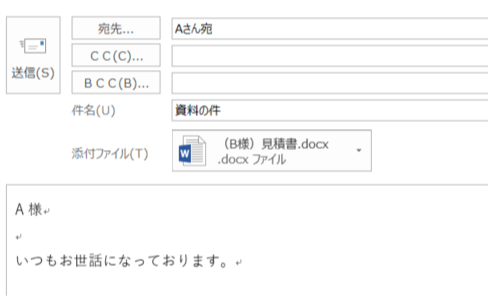 宛先... Aさん宛
送信(S)
ＣＣ(C)...
ＢＣＣ(B)...
件名(U) 資料の件
添付ファイル(T) （B様）見積書.docx
.docx ファイル
A 様
いつもお世話になっております。